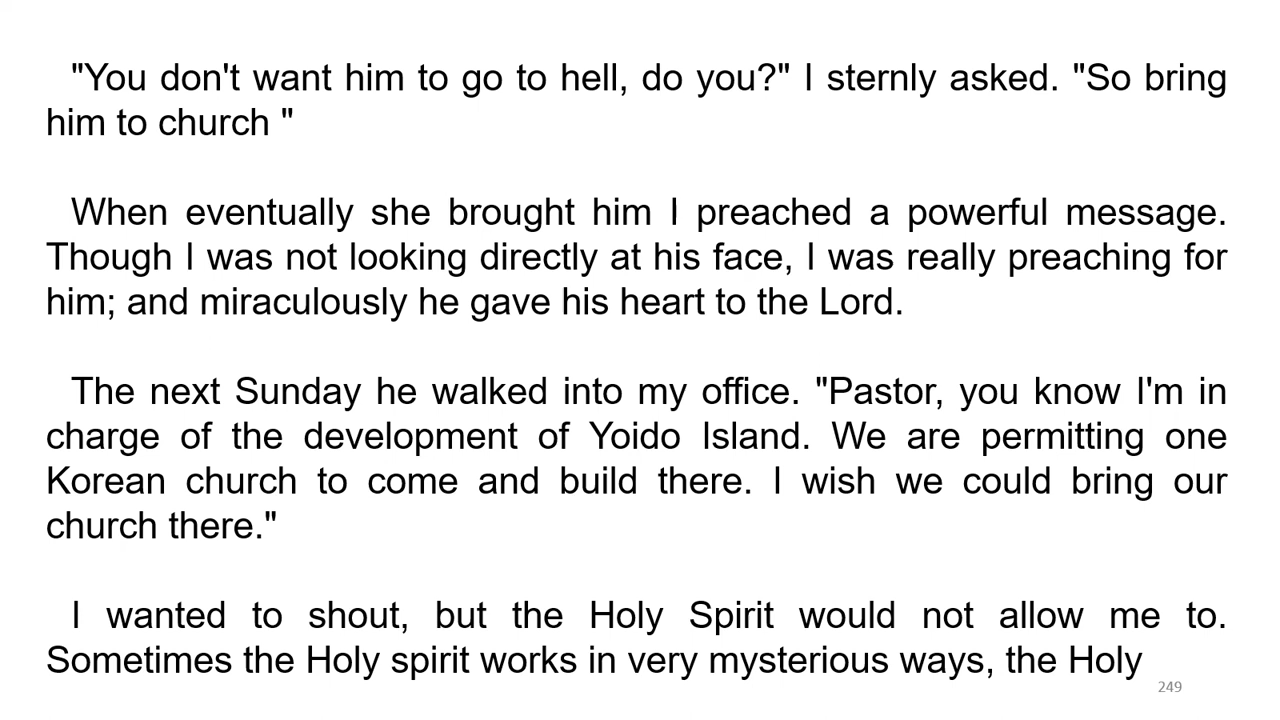 "You don't want him to go to hell, do you?" I sternly asked. "So bring
him to church "
When eventually she brought him I preached a powerful message.
Though I was not looking directly at his face, I was really preaching for
him; and miraculously he gave his heart to the Lord.
The next Sunday he walked into my office. "Pastor, you know I'm in
charge of the development of Yoido Island. We are permitting one
Korean church to come and build there. I wish we could bring our
church there."
I wanted to shout, but the Holy Spirit would not allow me to.
Sometimes the Holy spirit works in very mysterious ways, the Holy
249